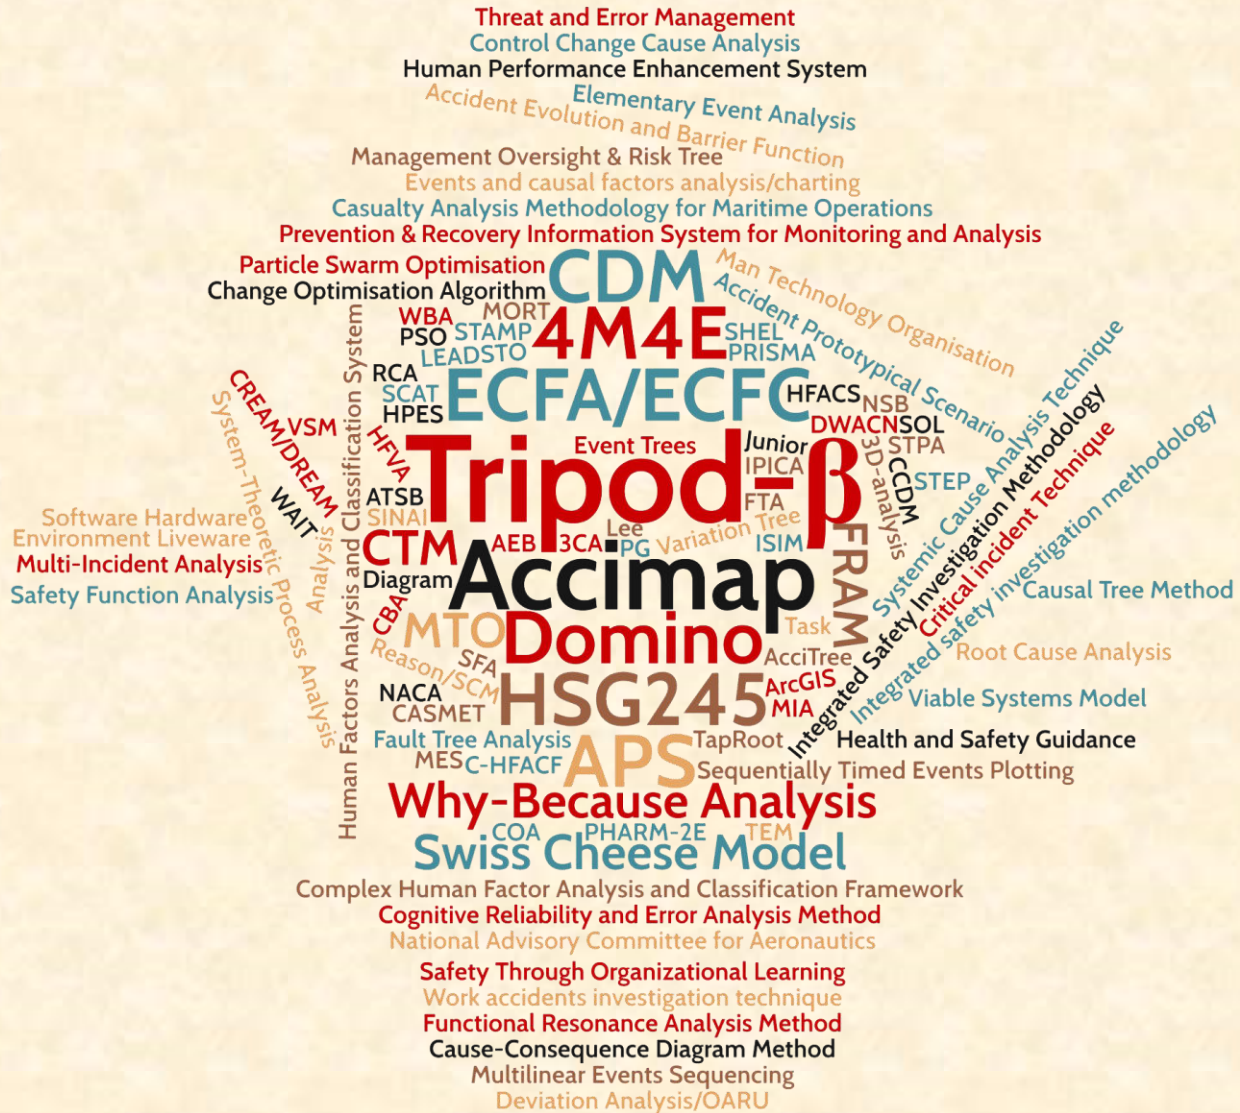 Threat and Error Management
Control Change Cause Analysis
Human Performance Enhancement System
Accident Evolution and Barrier Function
Elementary Event Analysis
Management Oversight & Risk Tree
Events and causal factors analysis/charting
Casualty Analysis Methodology for Maritime Operations
Prevention & Recovery Information System for Monitoring and Analysis
Particle Swarm Optimisation
CDM
Man Technology Organisation
Change Optimisation Algorithm
Accident Prototypical Scenario
WBA
MORT
4M4E
SHEL
PSO
STAMP
LEADSTO
PRISMA
RCA
SCAT
HPES
ECFA/ECFC
HFACS
NSB
DWACN
SOL
CREAM/DREAM
VSM
HFVA
System-Theoretic Process Analysis
Human Factors Analysis and Classification System
Tripod-β
Event Trees
Junior
IPICA
FTA
3D-analysis
STPA
CCDM
STEP
WAIT
ATSB
SINAI
Software Hardware
Environment Liveware
Multi-Incident Analysis
Safety Function Analysis
Analysis
CTM
AEB
3CA
Lee
PG
Variation Tree
ISIM
FRAM
Diagram
Accimap
CBA
MTO
Domino
Task
Reason/SCM
SFA
AcciTree
Systemic Cause Analysis Technique
Integrated Safety Investigation Methodology
Critical incident Technique
Integrated safety investigation methodology
Causal Tree Method
Root Cause Analysis
Viable Systems Model
NACA
CASMET
HSG245
ArcGIS
MIA
Fault Tree Analysis
MES
C-HFACF
APS
TapRoot
Health and Safety Guidance
Sequentially Timed Events Plotting
Why-Because Analysis
COA
PHARM-2E
TEM
Swiss Cheese Model
Complex Human Factor Analysis and Classification Framework
Cognitive Reliability and Error Analysis Method
National Advisory Committee for Aeronautics
Safety Through Organizational Learning
Work accidents investigation technique
Functional Resonance Analysis Method
Cause-Consequence Diagram Method
Multilinear Events Sequencing
Deviation Analysis/OARU